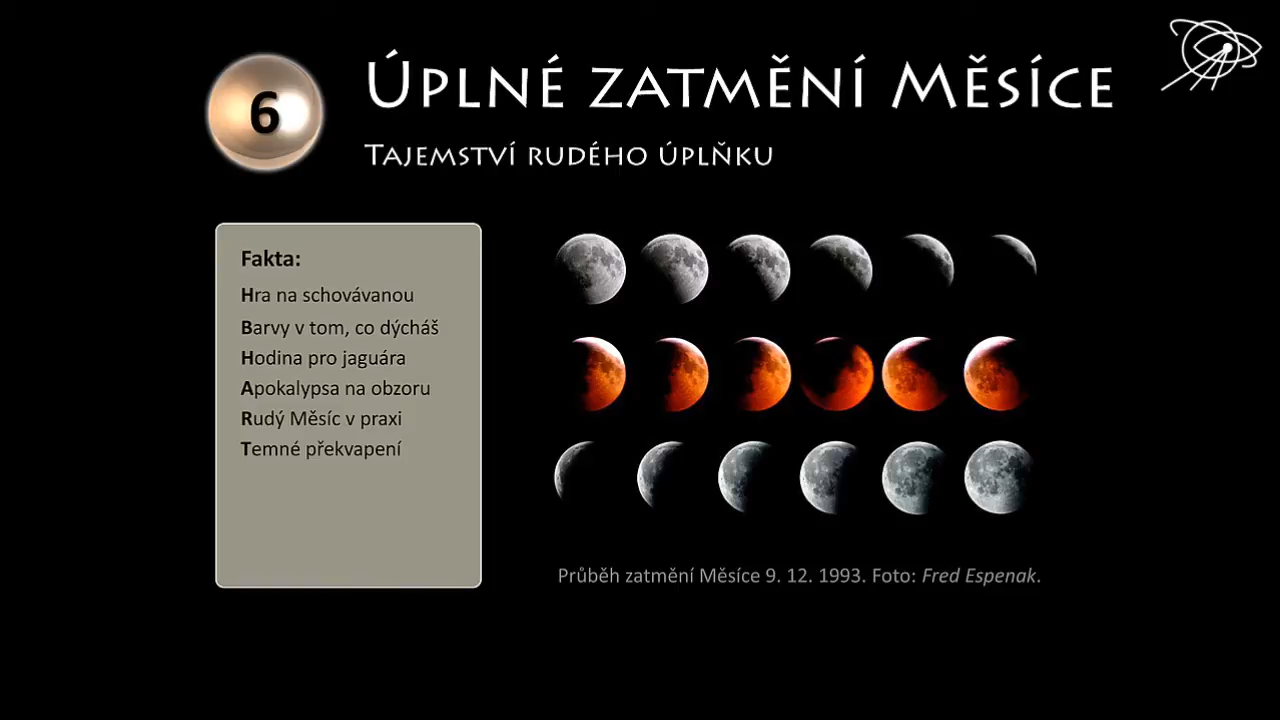 6
Úplné zatmění Měsíce
Tajemství rudého úplňku
Fakta:
Hra na schovávanou
Barvy v tom, co dýcháš
Hodina pro jaguára
Apokalypsa na obzoru
Rudý Měsíc v praxi
Temné překvapení
Průběh zatmění Měsíce 9. 12. 1993. Foto: Fred Espenak.